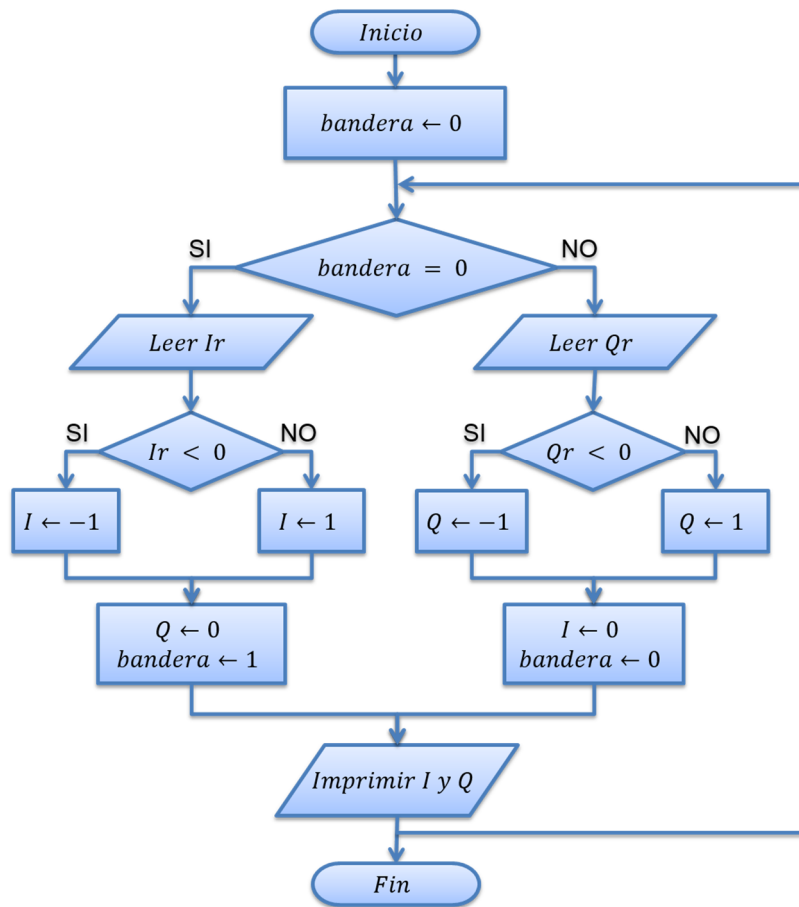 Inicio
bandera ← 0
SI
NO
bandera = 0
Leer Ir
Leer Qr
SI
NO
SI
NO
Ir < 0
Qr < 0
I ← −1
I ← 1
Q ← −1
Q ← 1
Q ← 0
bandera ← 1
I ← 0
bandera ← 0
Imprimir I y Q
Fin